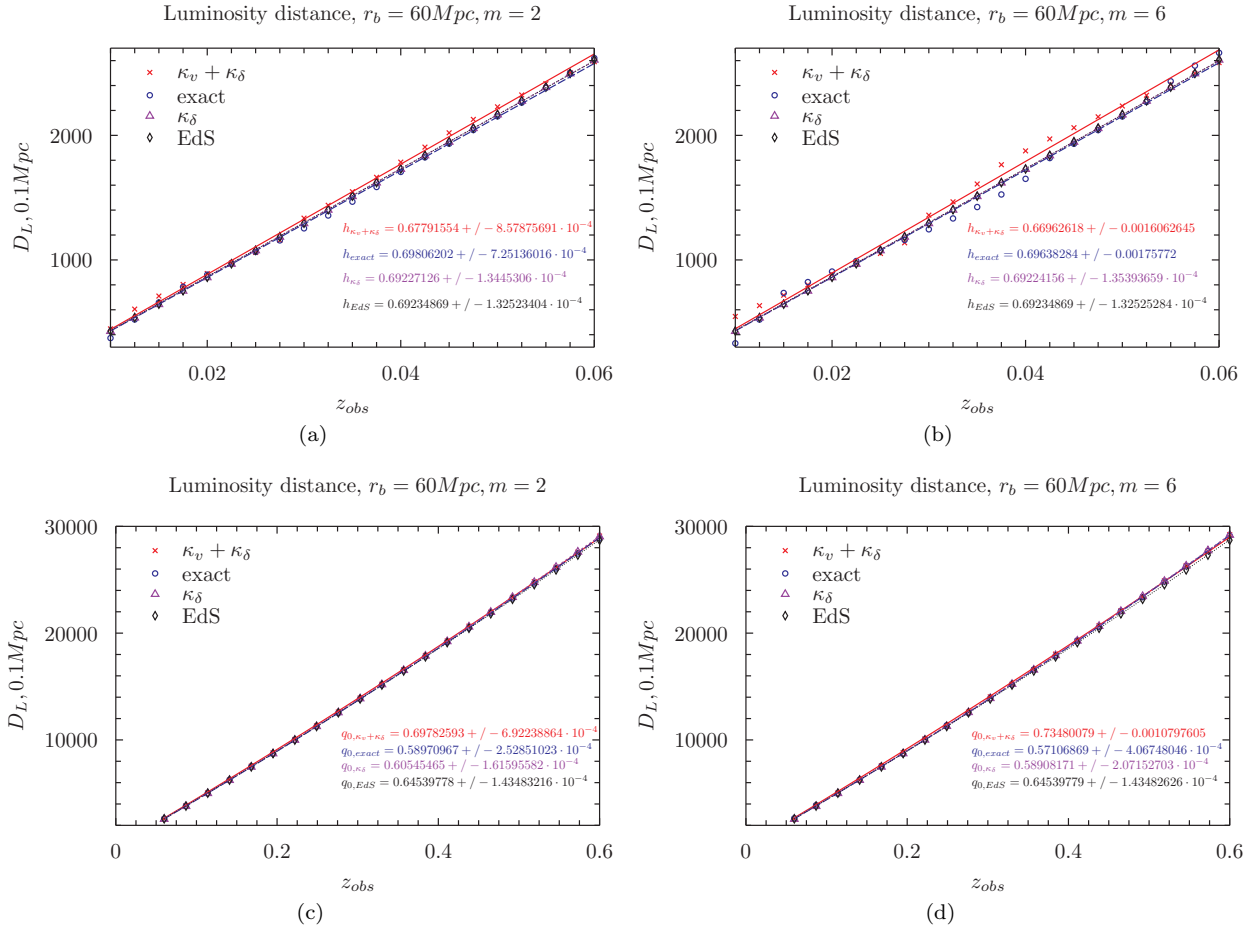 Luminosity distance, r_b = 60Mpc, m = 2
κ_v + κ_δ
exact
κ_δ
EdS
2000
1000
D_L, 0.1Mpc
h_{κ_v+κ_δ} = 0.67791554 + / − 8.57875691 · 10^{-4}
h_{exact} = 0.69806202 + / − 7.25136016 · 10^{-4}
h_{κ_δ} = 0.69227126 + / − 1.3445306 · 10^{-4}
h_{EdS} = 0.69234869 + / − 1.32523404 · 10^{-4}
0.02 0.04 0.06
z_{obs}
(a)
Luminosity distance, r_b = 60Mpc, m = 6
κ_v + κ_δ
exact
κ_δ
EdS
2000
1000
D_L, 0.1Mpc
h_{κ_v+κ_δ} = 0.66962618 + / − 0.0016062645
h_{exact} = 0.69638284 + / − 0.00175772
h_{κ_δ} = 0.69224156 + / − 1.35393659 · 10^{-4}
h_{EdS} = 0.69234869 + / − 1.32525284 · 10^{-4}
0.02 0.04 0.06
z_{obs}
(b)
Luminosity distance, r_b = 60Mpc, m = 2
30000
κ_v + κ_δ
exact
κ_δ
EdS
20000
10000
D_L, 0.1Mpc
q_{0,κ_v+κ_δ} = 0.69782593 + / − 6.92238864 · 10^{-4}
q_{0,exact} = 0.58970967 + / − 2.52851023 · 10^{-4}
q_{0,κ_δ} = 0.60545465 + / − 1.61595582 · 10^{-4}
q_{0,EdS} = 0.64539778 + / − 1.43483216 · 10^{-4}
0 0.2 0.4 0.6
z_{obs}
(c)
Luminosity distance, r_b = 60Mpc, m = 6
30000
κ_v + κ_δ
exact
κ_δ
EdS
20000
10000
D_L, 0.1Mpc
q_{0,κ_v+κ_δ} = 0.73480079 + / − 0.0010797605
q_{0,exact} = 0.57106869 + / − 4.06748046 · 10^{-4}
q_{0,κ_δ} = 0.58908171 + / − 2.07152703 · 10^{-4}
q_{0,EdS} = 0.64539779 + / − 1.43482626 · 10^{-4}
0 0.2 0.4 0.6
z_{obs}
(d)